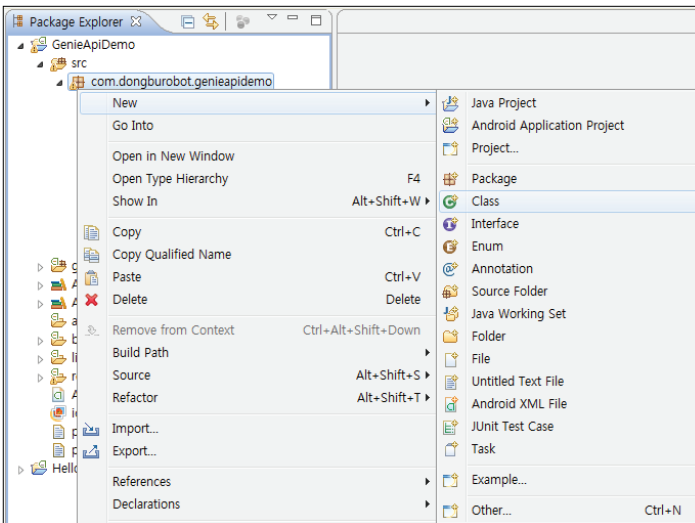 Package Explorer
GenieApiDemo
src
com.dongburobot.genieapidemo
New
Go Into
Open in New Window
Open Type Hierarchy F4
Show In Alt+Shift+W
Copy Ctrl+C
Copy Qualified Name
Paste Ctrl+V
Delete Delete
Remove from Context Ctrl+Alt+Shift+Down
Build Path
Source Alt+Shift+S
Refactor Alt+Shift+T
Import...
Export...
References
Declarations
Java Project
Android Application Project
Project...
Package
Class
Interface
Enum
Annotation
Source Folder
Java Working Set
Folder
File
Untitled Text File
Android XML File
JUnit Test Case
Task
Example...
Other... Ctrl+N
g
A
A
a
b
li
r
A
ic
p
p
Hello